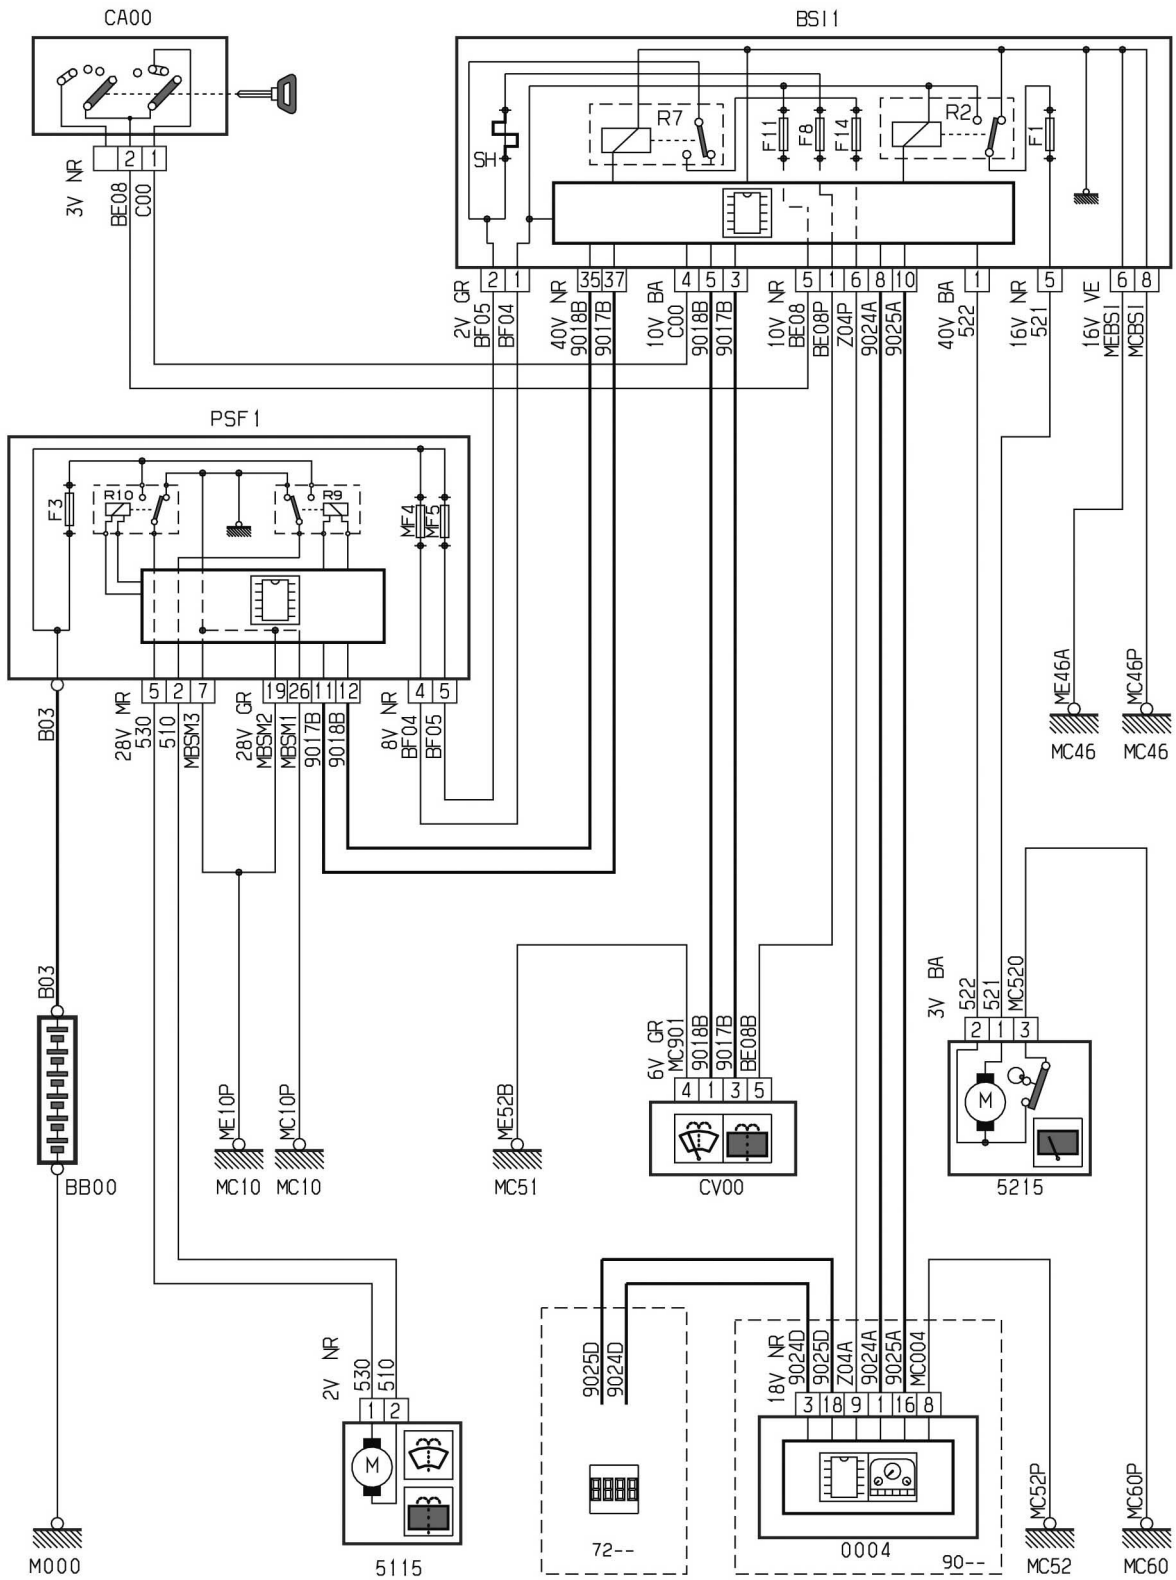 CA00
BSI1
3V NR
2
1
BE08
C00
SH
R7
F11
F8
F14
R2
F1
2
1
35
37
4
5
3
5
1
6
8
10
1
5
6
8
2V GR
BF05
BF04
40V NR
9018B
9017B
10V BA
C00
9018B
9017B
10V NR
BE08
BE08P
Z04P
9024A
9025A
40V BA
522
16V NR
521
16V VE
MEBSI
MCBSI
PSF1
F3
R10
R9
MF4
MF5
5
2
7
19
26
11
12
4
5
B03
28V MR
530
510
MBSM3
28V GR
MBSM2
MBSM1
9017B
9018B
8V NR
BF04
BF05
ME46A
MC46P
MC46
MC46
B03
BB00
ME10P
MC10P
MC10
MC10
ME52B
MC51
6V GR
MC901
9018B
9017B
BE08B
4
1
3
5
CV00
3V BA
522
521
MC520
2
1
3
M
5215
2V NR
530
510
1
2
M
5115
9025D
9024D
72--
18V NR
9024D
9025D
Z04A
9024A
9025A
MC004
3
18
9
1
16
8
0004
90--
MC52P
MC60P
M000
MC52
MC60